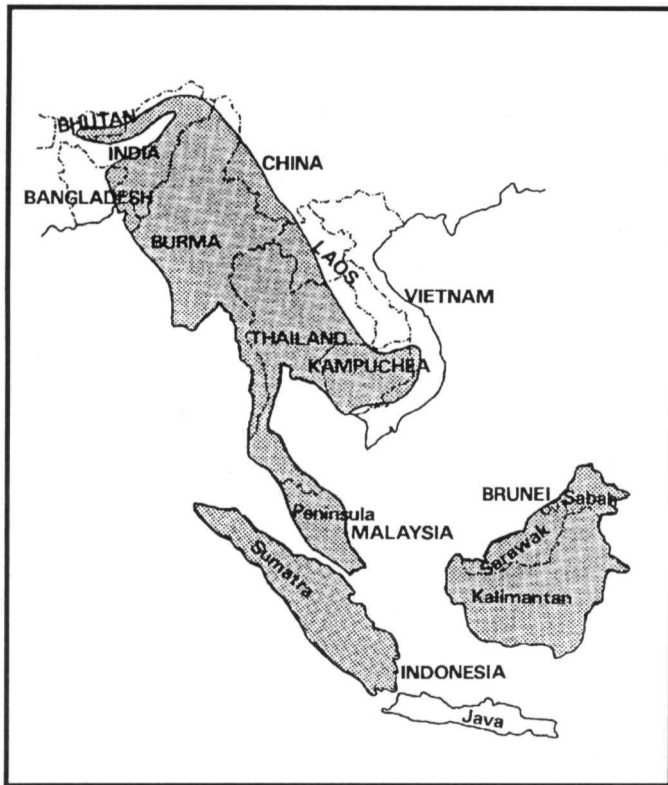 BHUTAN
INDIA
CHINA
BANGLADESH
BURMA
LAOS
VIETNAM
THAILAND
KAMPUCHEA
BRUNEI
Sabah
Peninsula
MALAYSIA
Sarawak
Sumatra
Kalimantan
INDONESIA
Java